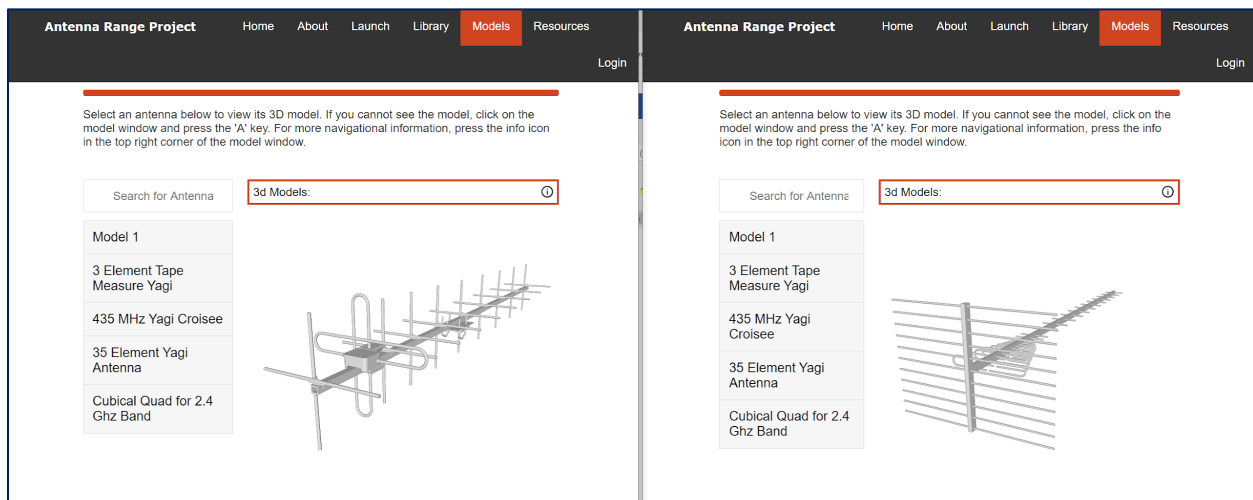 Antenna Range Project Home About Launch Library Models Resources
Login
Select an antenna below to view its 3D model. If you cannot see the model, click on the
model window and press the 'A' key. For more navigational information, press the info icon
in the top right corner of the model window.
Search for Antenna
3d Models:
Model 1
3 Element Tape
Measure Yagi
435 MHz Yagi Croisee
35 Element Yagi
Antenna
Cubical Quad for 2.4
Ghz Band
Antenna Range Project Home About Launch Library Models Resources
Login
Select an antenna below to view its 3D model. If you cannot see the model, click on the
model window and press the 'A' key. For more navigational information, press the info
icon in the top right corner of the model window.
Search for Antenna
3d Models:
Model 1
3 Element Tape
Measure Yagi
435 MHz Yagi
Croisee
35 Element Yagi
Antenna
Cubical Quad for 2.4
Ghz Band